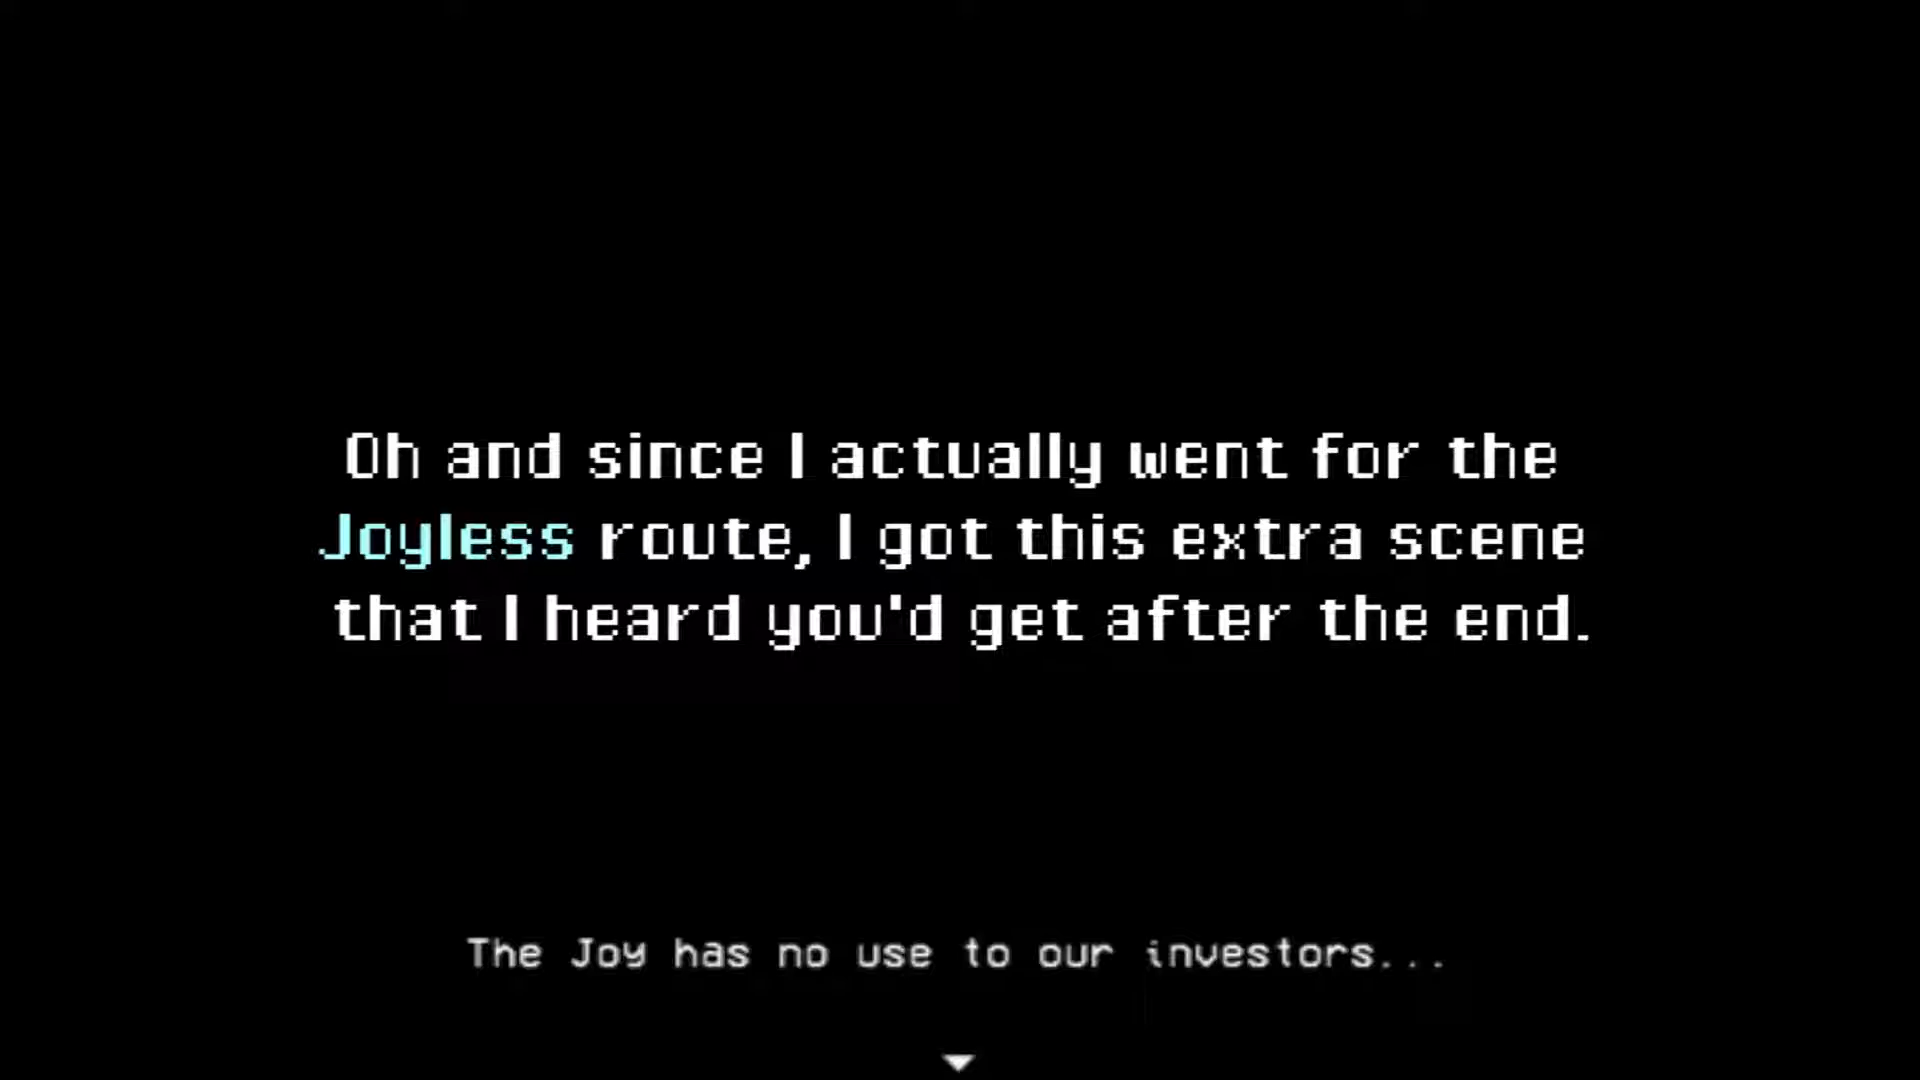 Oh and since I actually went for the
Joyless route, I got this extra scene
that I heard you'd get after the end.
The Joy has no use to our investors...